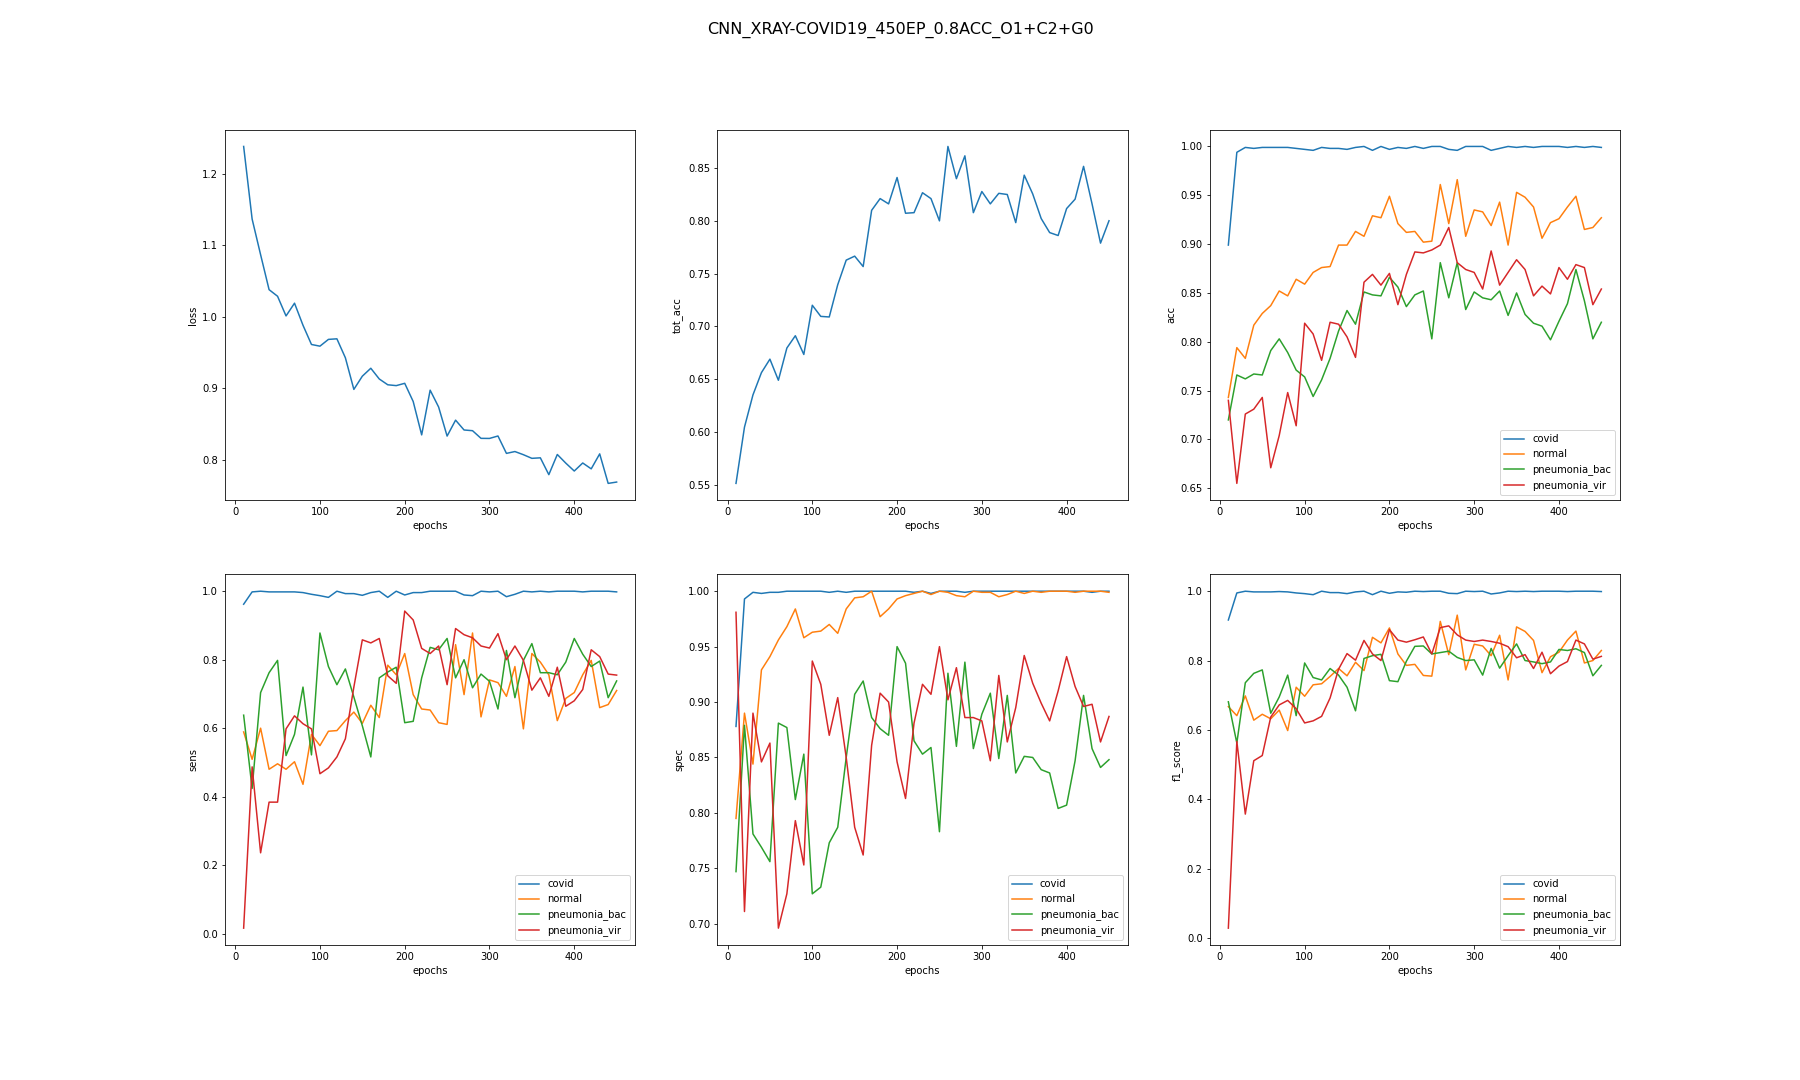 CNN_XRAY-COVID19_450EP_0.8ACC_O1+C2+G0
loss
1.2
1.1
1.0
0.9
0.8
0
100
200
300
400
epochs
tot_acc
0.85
0.80
0.75
0.70
0.65
0.60
0.55
0
100
200
300
400
epochs
acc
1.00
0.95
0.90
0.85
0.80
0.75
0.70
0.65
0
100
200
300
400
epochs
covid
normal
pneumonia_bac
pneumonia_vir
sens
1.0
0.8
0.6
0.4
0.2
0.0
0
100
200
300
400
epochs
covid
normal
pneumonia_bac
pneumonia_vir
spec
1.00
0.95
0.90
0.85
0.80
0.75
0.70
0
100
200
300
400
epochs
covid
normal
pneumonia_bac
pneumonia_vir
f1_score
1.0
0.8
0.6
0.4
0.2
0.0
0
100
200
300
400
epochs
covid
normal
pneumonia_bac
pneumonia_vir